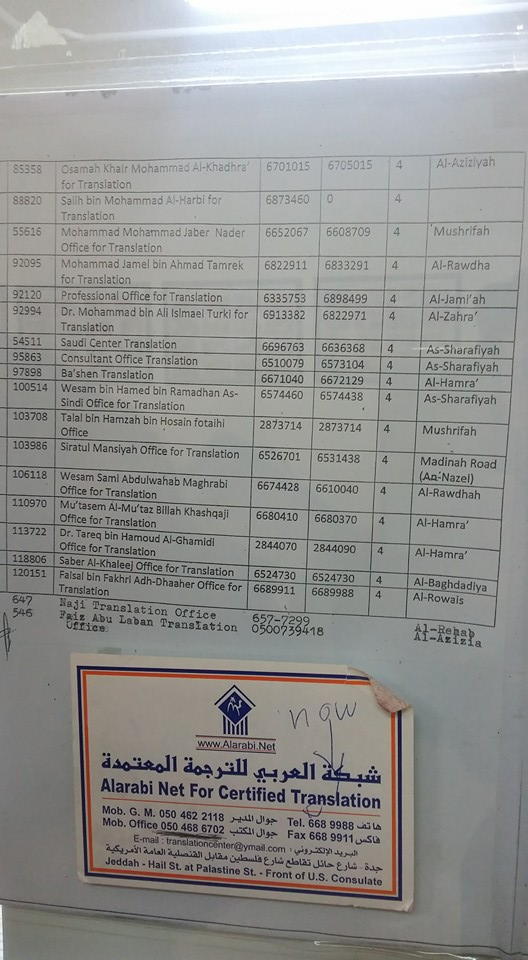 85358 Osamah Khair Mohammad Al-Khadhra' 6701015 6705015 4 Al-Aziziyah
for Translation
88820 Salih bin Mohammad Al-Harbi for 6873460 0 4
Translation
55616 Mohammad Mohammad Jaber Nader 6652067 6608709 4 Mushrifah
Office for Translation
92095 Mohammad Jamel bin Ahmad Tamrek 6822911 6833291 4 Al-Rawdha
for Translation
92120 Professional Office for Translation 6335753 6898499 4 Al-Jami'ah
92994 Dr. Mohammad bin Ali Ismael Turki for 6913382 6822971 4 Al-Zahra'
Translation
54511 Saudi Center Translation 6696763 6636368 4 As-Sharafiyah
95863 Consultant Office Translation 6510079 6573104 4 As-Sharafiyah
97898 Ba'shen Translation 6671040 6672129 4 Al-Hamra'
100514 Wesam bin Hamed bin Ramadhan As- 6574460 6574438 4 As-Sharafiyah
Sindi Office for Translation
103708 Talal bin Hamzah bin Hosain fotaihi 2873714 2873714 4 Mushrifah
Office
103986 Siratul Mansiyah Office for Translation 6526701 6531438 4 Madinah Road
(An-Nazel)
106118 Wesam Sami Abdulwahab Maghrabi 6674428 6610040 4 Al-Rawdhah
Office for Translation
110970 Mu'tasem Al-Mu'taz Billah Khashqaji 6680410 6680370 4 Al-Hamra'
Office for Translation
113722 Dr. Tareq bin Hamoud Al-Ghamidi 2844070 2844090 4 Al-Hamra'
Office for Translation
118806 Saber Al-Khaleej Office for Translation 6524730 6524730 4 Al-Baghdadiya
120151 Faisal bin Fakhri Adh-Dhaaher Office for 6689911 6689988 4 Al-Rowais
Translation
647 Naji Translation Office 657-7299 Al-Rehab
546 Faiz Abu Laban Translation 0500739418 Al-Azizia
Office
now
www.Alarabi.Net
شبكة العربي للترجمة المعتمدة
Alarabi Net For Certified Translation
Mob. G. M. 050 462 2118 جوال المدير Tel. 668 9988 هاتف
Mob. Office 050 468 6702 جوال المكتب Fax 668 9911 فاكس
E-mail : translationcenter@ymail.com : البريد الإلكتروني
جدة - شارع حائل تقاطع شارع فلسطين مقابل القنصلية العامة الأمريكية
Jeddah - Hail St. at Palastine St. - Front of U.S. Consulate